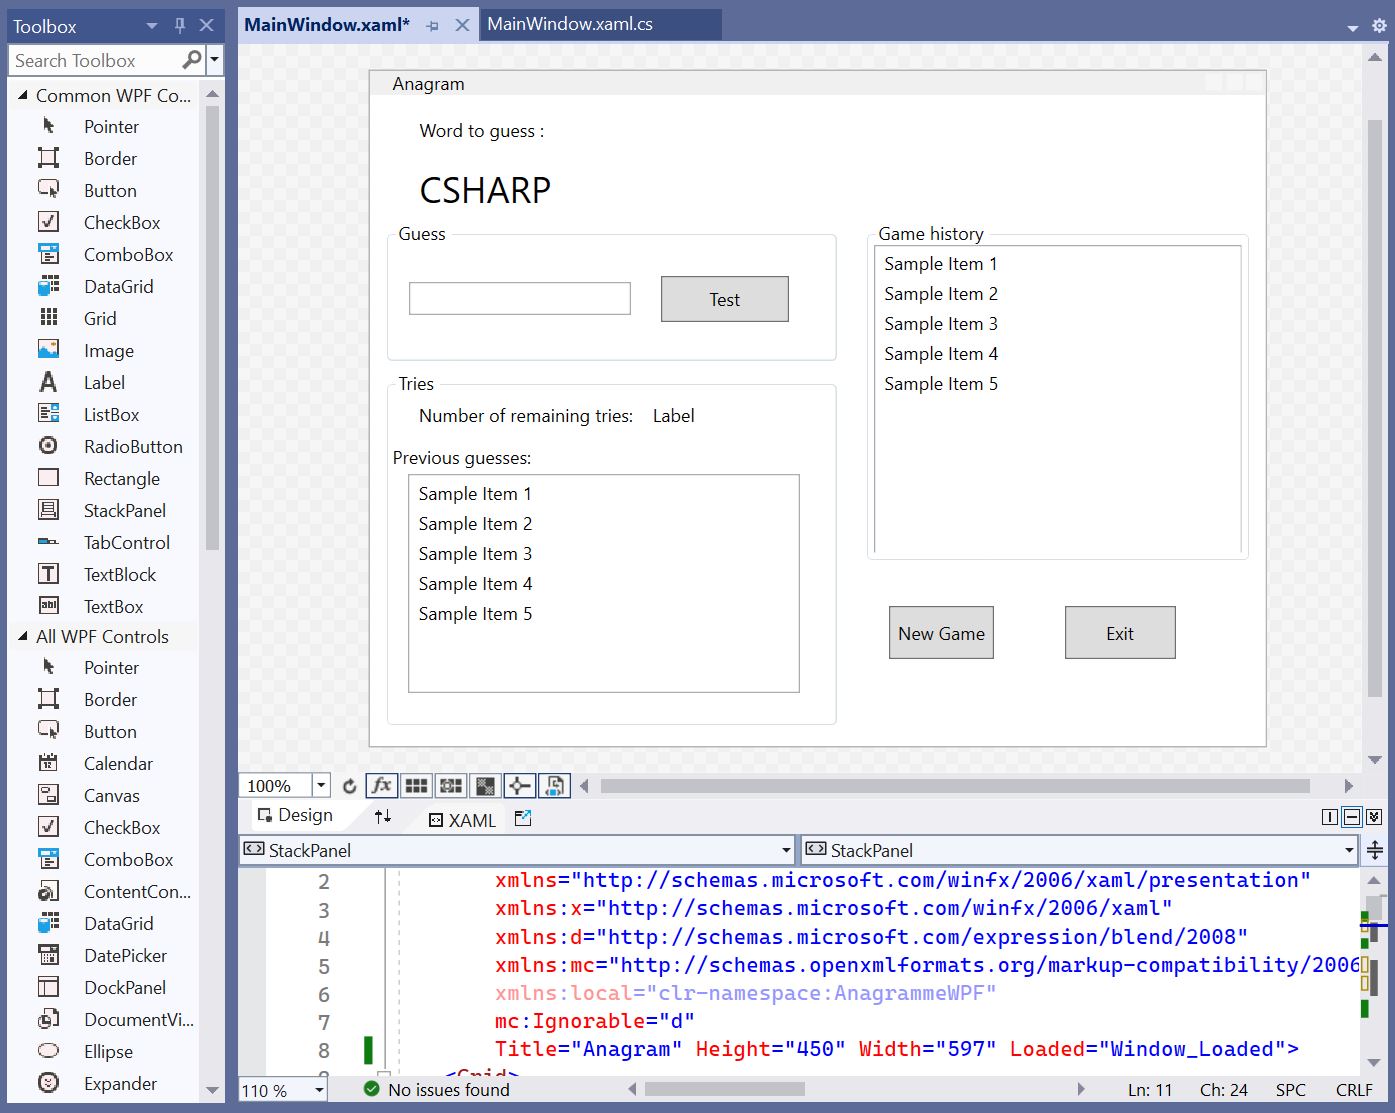 Toolbox
Search Toolbox
Common WPF Co...
Pointer
Border
Button
CheckBox
ComboBox
DataGrid
Grid
Image
Label
ListBox
RadioButton
Rectangle
StackPanel
TabControl
TextBlock
TextBox
All WPF Controls
Pointer
Border
Button
Calendar
Canvas
CheckBox
ComboBox
ContentCon...
DataGrid
DatePicker
DockPanel
DocumentVi...
Ellipse
Expander
MainWindow.xaml*
MainWindow.xaml.cs
Anagram
Word to guess :
CSHARP
Guess
Test
Tries
Number of remaining tries: Label
Previous guesses:
Sample Item 1
Sample Item 2
Sample Item 3
Sample Item 4
Sample Item 5
Game history
Sample Item 1
Sample Item 2
Sample Item 3
Sample Item 4
Sample Item 5
New Game
Exit
100%
fx
Design
XAML
StackPanel
StackPanel
2 xmlns="http://schemas.microsoft.com/winfx/2006/xaml/presentation"
3 xmlns:x="http://schemas.microsoft.com/winfx/2006/xaml"
4 xmlns:d="http://schemas.microsoft.com/expression/blend/2008"
5 xmlns:mc="http://schemas.openxmlformats.org/markup-compatibility/2006
6 xmlns:local="clr-namespace:AnagrammeWPF"
7 mc:Ignorable="d"
8 Title="Anagram" Height="450" Width="597" Loaded="Window_Loaded">
<Grid>
110 %
No issues found
Ln: 11 Ch: 24 SPC CRLF